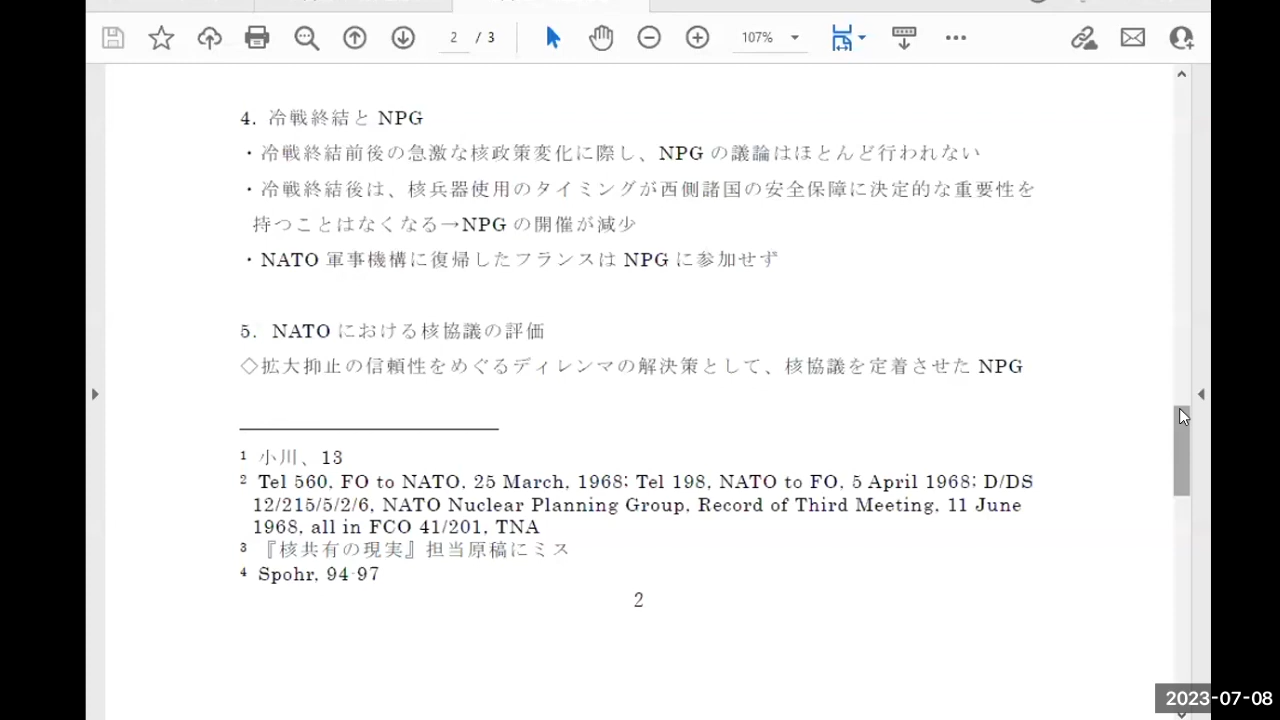 2 / 3
107%
4. 冷戦終結と NPG
・冷戦終結前後の急激な核政策変化に際し、NPG の議論はほとんど行われない
・冷戦終結後は、核兵器使用のタイミングが西側諸国の安全保障に決定的な重要性を
持つことはなくなる→NPG の開催が減少
・NATO 軍事機構に復帰したフランスは NPG に参加せず
5. NATO における核協議の評価
◇拡大抑止の信頼性をめぐるディレンマの解決策として、核協議を定着させた NPG
1 小川、13
2 Tel 560, FO to NATO, 25 March, 1968; Tel 198, NATO to FO, 5 April 1968; D/DS
12/215/5/2/6, NATO Nuclear Planning Group, Record of Third Meeting, 11 June
1968, all in FCO 41/201, TNA
3 『核共有の現実』担当原稿にミス
4 Spohr, 94-97
2
2023-07-08